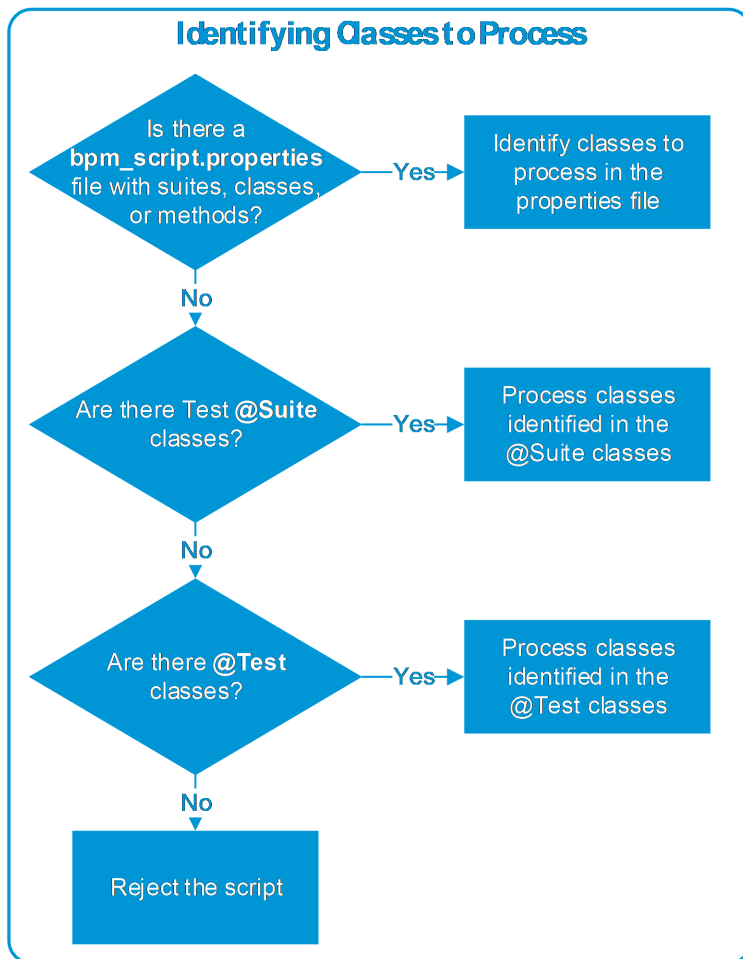 Identifying Classes to Process
Is there a
bpm_script.properties
file with suites, classes,
or methods?
Yes
Identify classes to
process in the
properties file
No
Are there Test @Suite
classes?
Yes
Process classes
identified in the
@Suite classes
No
Are there @Test
classes?
Yes
Process classes
identified in the
@Test classes
No
Reject the script